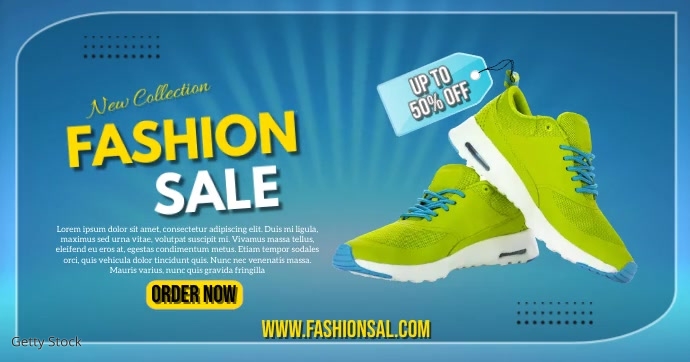 New Collection
FASHION
SALE
UP TO
50% OFF
Lorem ipsum dolor sit amet, consectetur adipiscing elit. Duis mi ligula,
maximus sed urna vitae, volutpat suscipit mi. Vivamus massa tellus,
eleifend eu eros at, egestas condimentum metus. Etiam tempor sodales
orci, quis vehicula dolor tincidunt quis. Nunc nec venenatis massa.
Mauris varius, nunc quis gravida fringilla
ORDER NOW
WWW.FASHIONSAL.COM
Getty Stock